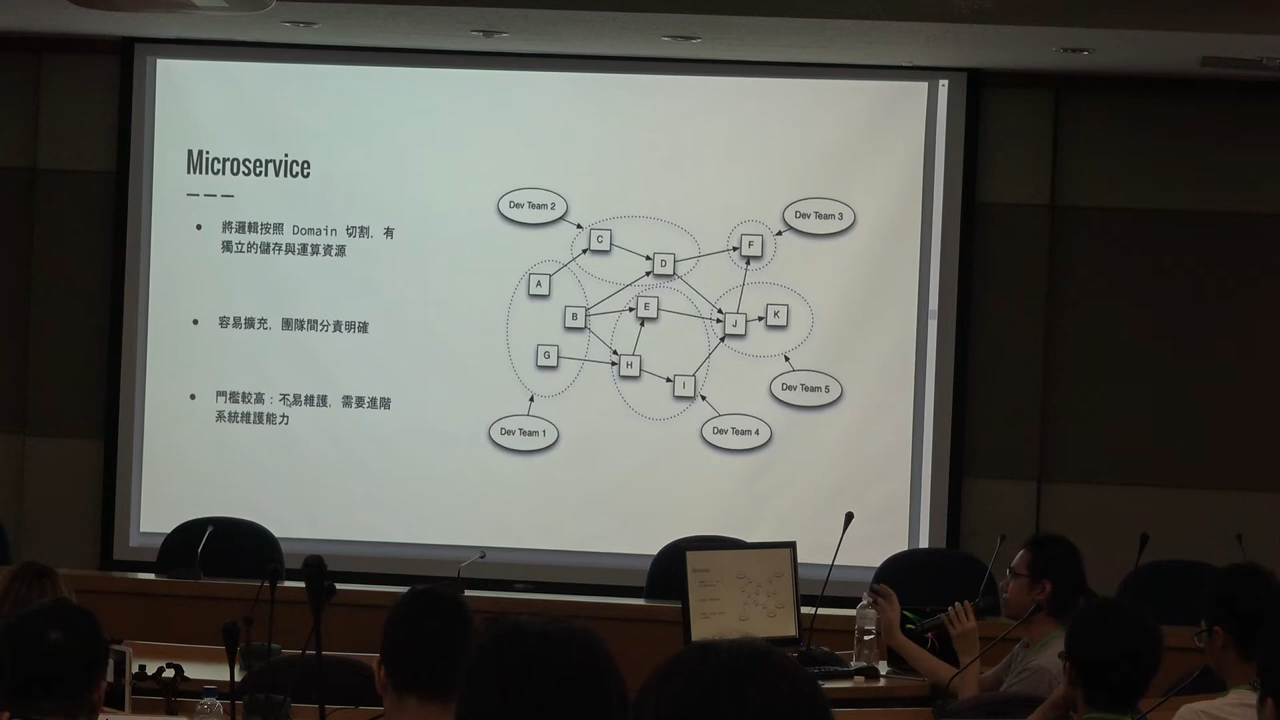 Microservice
將邏輯按照 Domain 切割，有
獨立的儲存與運算資源
容易擴充，團隊間分責明確
門檻較高：不易維護，需要進階
系統維護能力
Dev Team 2
Dev Team 3
C
D
F
A
B
E
J
K
G
H
I
Dev Team 5
Dev Team 1
Dev Team 4